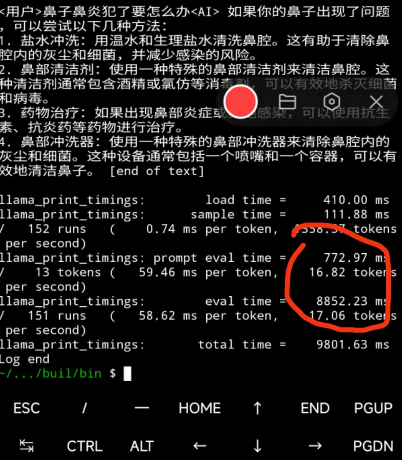 <用户>鼻子鼻炎犯了要怎么办<AI> 如果你的鼻子出现了问题
，可以尝试以下几种方法：
1. 盐水冲洗：用温水和生理盐水清洗鼻腔。这有助于清除鼻
腔内的灰尘和细菌，并减少感染的风险。
2. 鼻部清洁剂：使用一种特殊的鼻部清洁剂来清洁鼻腔。这
种清洁剂通常包含酒精或氯仿等消 可以有效地杀灭细菌
和病毒。
3. 药物治疗：如果出现鼻部炎症或 感染，可以使用抗生
素、抗炎药等药物进行治疗。
4. 鼻部冲洗器：使用一种特殊的鼻部冲洗器来清除鼻腔内的
灰尘和细菌。这种设备通常包括一个喷嘴和一个容器，可以有
效地清洁鼻子。 [end of text]
llama_print_timings: load time = 410.00 ms
llama_print_timings: sample time = 111.88 ms
/ 152 runs ( 0.74 ms per token, 1358.57 tokens
per second)
llama_print_timings: prompt eval time = 772.97 ms
/ 13 tokens ( 59.46 ms per token, 16.82 tokens
per second)
llama_print_timings: eval time = 8852.23 ms
/ 151 runs ( 58.62 ms per token, 17.06 tokens
per second)
llama_print_timings: total time = 9801.63 ms
Log end
~/.../buil/bin $
ESC / — HOME ↑ END PGUP
↹ CTRL ALT ← ↓ → PGDN